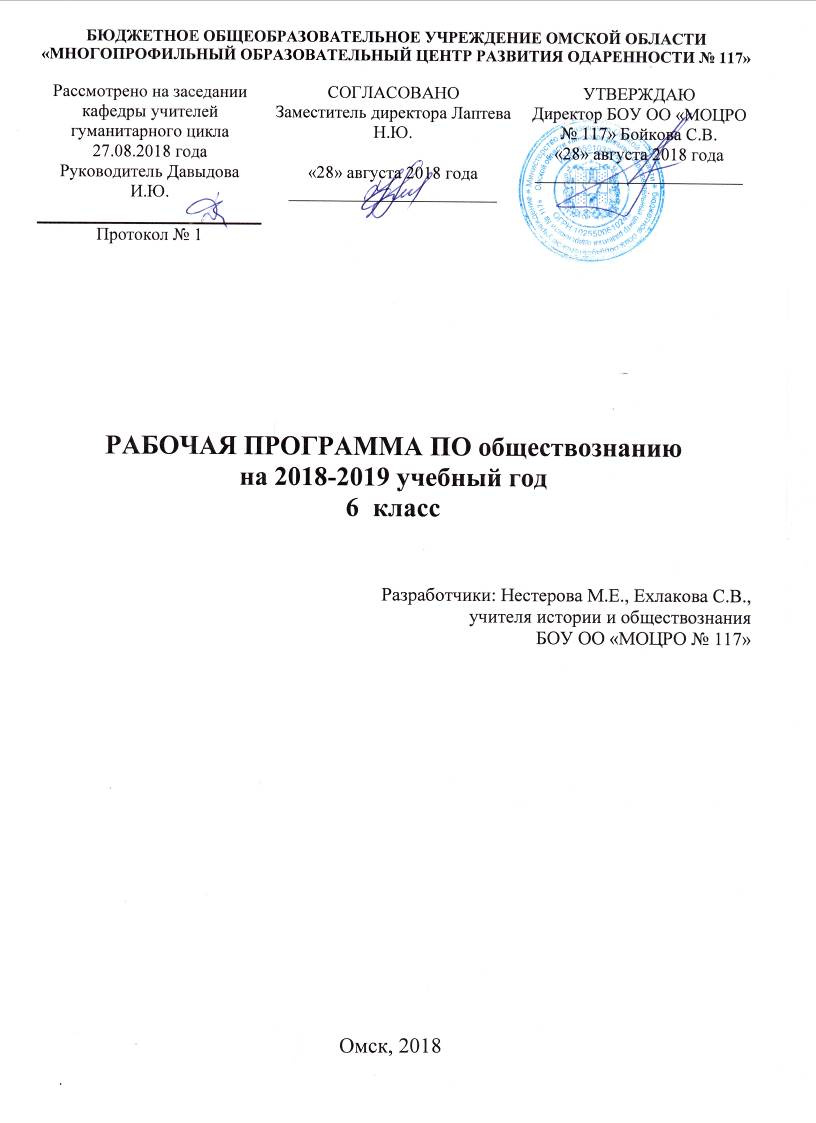 БЮДЖЕТНОЕ ОБЩЕОБРАЗОВАТЕЛЬНОЕ УЧРЕЖДЕНИЕ ОМСКОЙ ОБЛАСТИ
«МНОГОПРОФИЛЬНЫЙ ОБРАЗОВАТЕЛЬНЫЙ ЦЕНТР РАЗВИТИЯ ОДАРЕННОСТИ № 117»
Рассмотрено на заседании
кафедры учителей
гуманитарного цикла
27.08.2018 года
Руководитель Давыдова
И.Ю.
Протокол № 1
СОГЛАСОВАНО
Заместитель директора Лаптева
Н.Ю.
«28» августа 2018 года
УТВЕРЖДАЮ
Директор БОУ ОО «МОЦРО
№ 117» Бойкова С.В.
«28» августа 2018 года
РАБОЧАЯ ПРОГРАММА ПО обществознанию
на 2018-2019 учебный год
6 класс
Разработчики: Нестерова М.Е., Ехлакова С.В.,
учителя истории и обществознания
БОУ ОО «МОЦРО № 117»
Омск, 2018